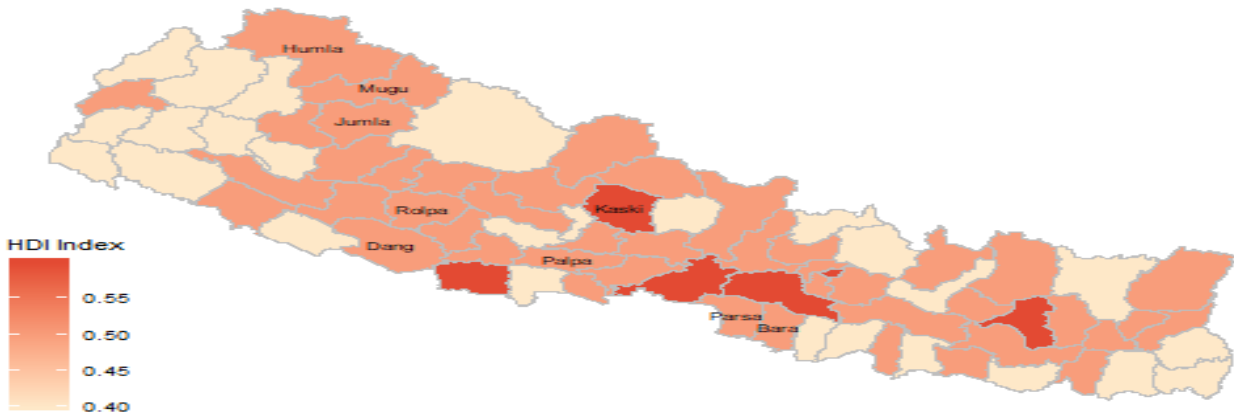 Humla
Mugu
Jumla
Rolpa
Kaski
Dang
Palpa
Parsa
Bara
HDI Index
0.55
0.50
0.45
0.40